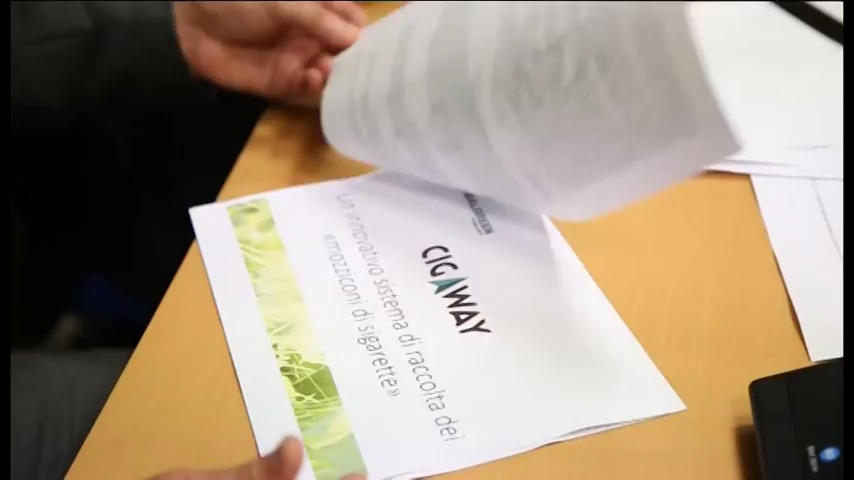 CIGAWAY
Un innovativo sistema di raccolta dei
«mozziconi di sigarette»